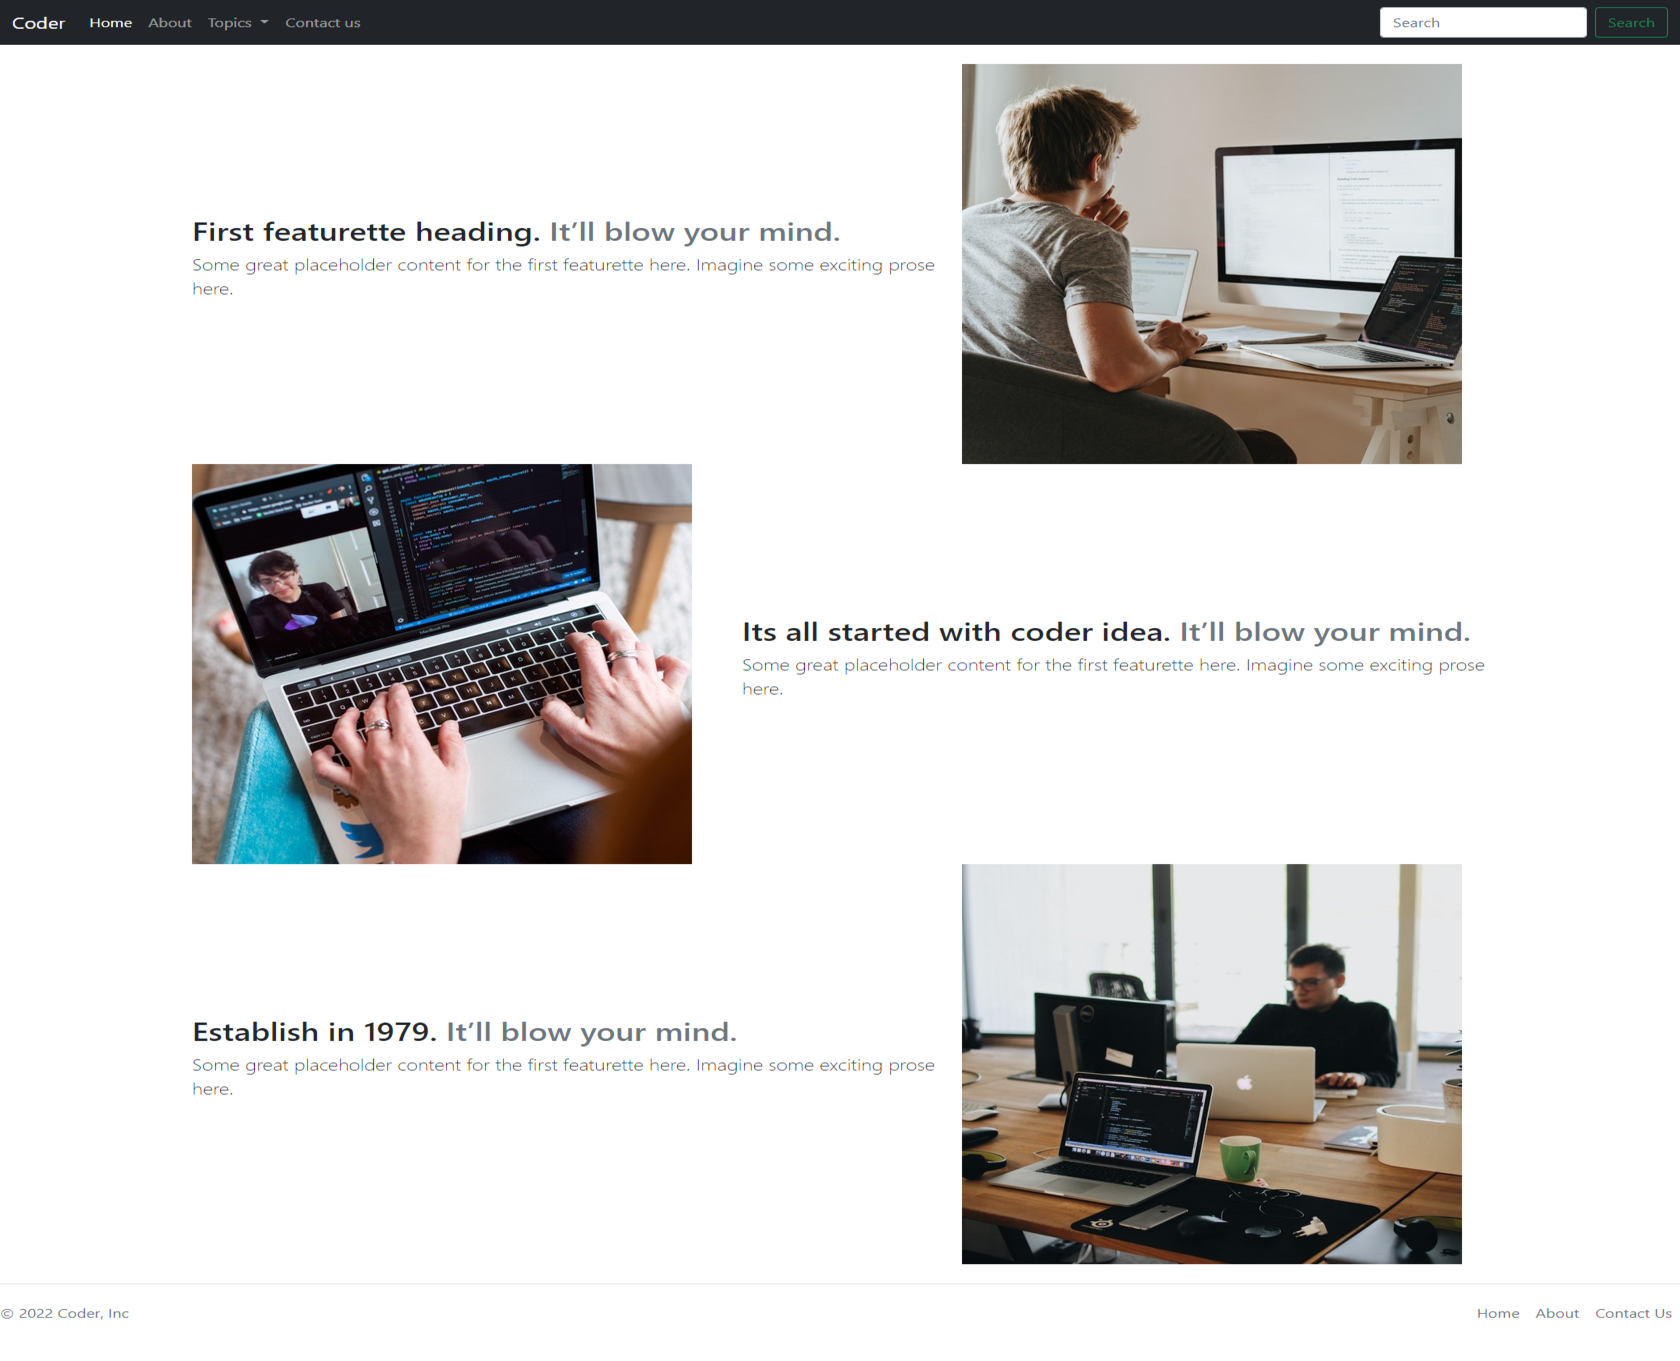 Coder Home About Topics Contact us Search Search
First featurette heading. It’ll blow your mind.
Some great placeholder content for the first featurette here. Imagine some exciting prose
here.
MacBook Pro
Its all started with coder idea. It’ll blow your mind.
Some great placeholder content for the first featurette here. Imagine some exciting prose
here.
Establish in 1979. It’ll blow your mind.
Some great placeholder content for the first featurette here. Imagine some exciting prose
here.
© 2022 Coder, Inc Home About Contact Us